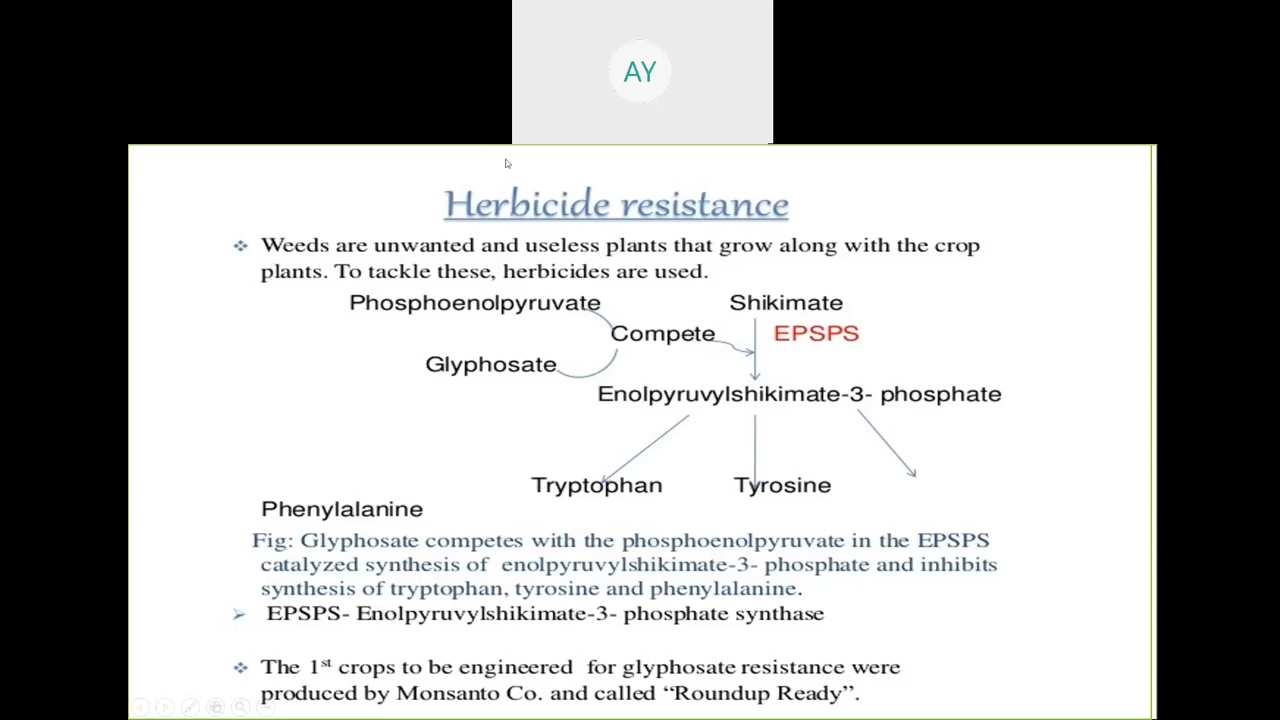 AY
Herbicide resistance
Weeds are unwanted and useless plants that grow along with the crop
plants. To tackle these, herbicides are used.
Phosphoenolpyruvate Shikimate
Compete EPSPS
Glyphosate
Enolpyruvylshikimate-3- phosphate
Tryptophan Tyrosine
Phenylalanine
Fig: Glyphosate competes with the phosphoenolpyruvate in the EPSPS
catalyzed synthesis of enolpyruvylshikimate-3- phosphate and inhibits
synthesis of tryptophan, tyrosine and phenylalanine.
EPSPS- Enolpyruvylshikimate-3- phosphate synthase
The 1st crops to be engineered for glyphosate resistance were
produced by Monsanto Co. and called “Roundup Ready”.